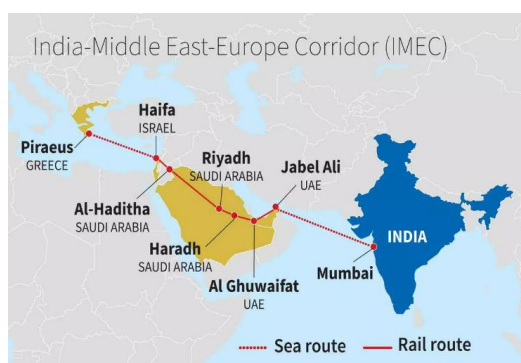 India-Middle East-Europe Corridor (IMEC)
Haifa
ISRAEL
Piraeus
GREECE
Riyadh
SAUDI ARABIA
Jabel Ali
UAE
Al-Haditha
SAUDI ARABIA
Haradh
SAUDI ARABIA
Al Ghuwaifat
UAE
INDIA
Mumbai
Sea route
Rail route